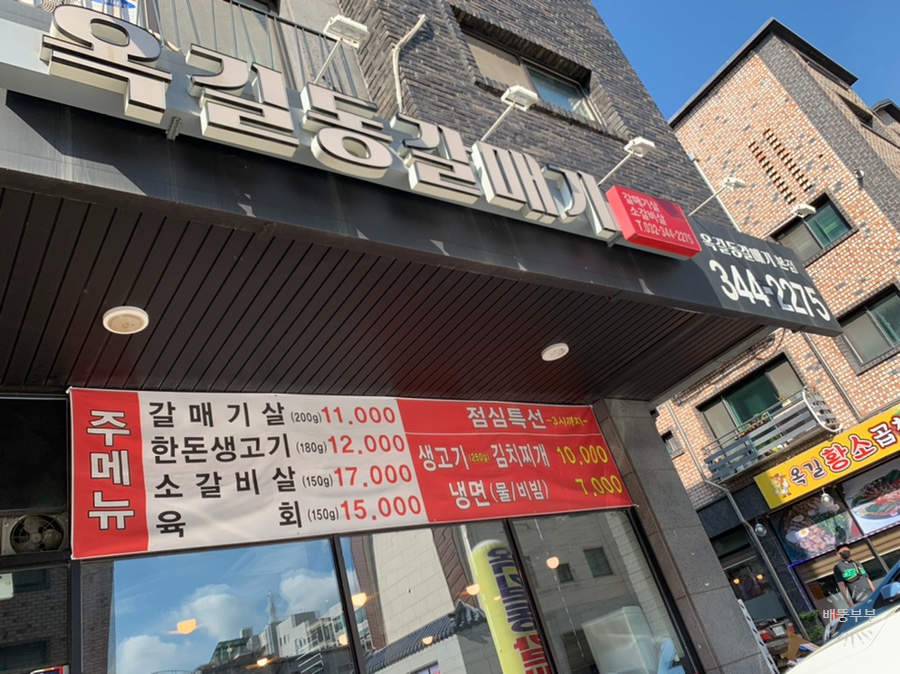 옥길동갈매기
갈매기살
소갈비살
T.032-344-2275
옥길동갈매기 본점
344-2275
주메뉴
갈매기살 (200g) 11.000
한돈생고기 (180g) 12.000
소갈비살 (150g) 17.000
육회 (150g) 15.000
점심특선 -3시까지-
생고기(250g) 김치찌개 10,000
냉면(물/비빔) 7,000
옥길 황소곱창
배뚱부부